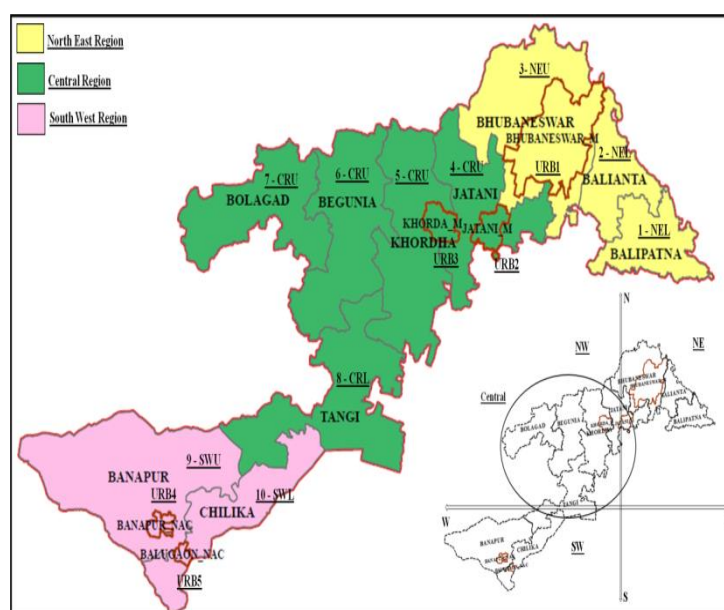 North East Region
Central Region
South West Region
3 - NEU
BHUBANESWAR
BHUBANESWAR_M
2 - NEL
URB1
BALIANTA
4 - CRU
5 - CRU
6 - CRU
7 - CRU
JATANI
BOLAGAD
BEGUNIA
KHORDA_M
JATANI_M
KHORDHA
1 - NEL
BALIPATNA
URB3
URB2
8 - CRL
TANGI
9 - SWU
BANAPUR
URB4
10 - SWL
CHILIKA
BANAPUR_NAC
BALUGAON_NAC
URB5
N
NW
NE
Central
BHUBANESWAR
BALIANTA
JATANI
BOLAGAD
BEGUNIA
KHORDHA
BALIPATNA
TANGI
W
SW
BANAPUR
CHILIKA
S